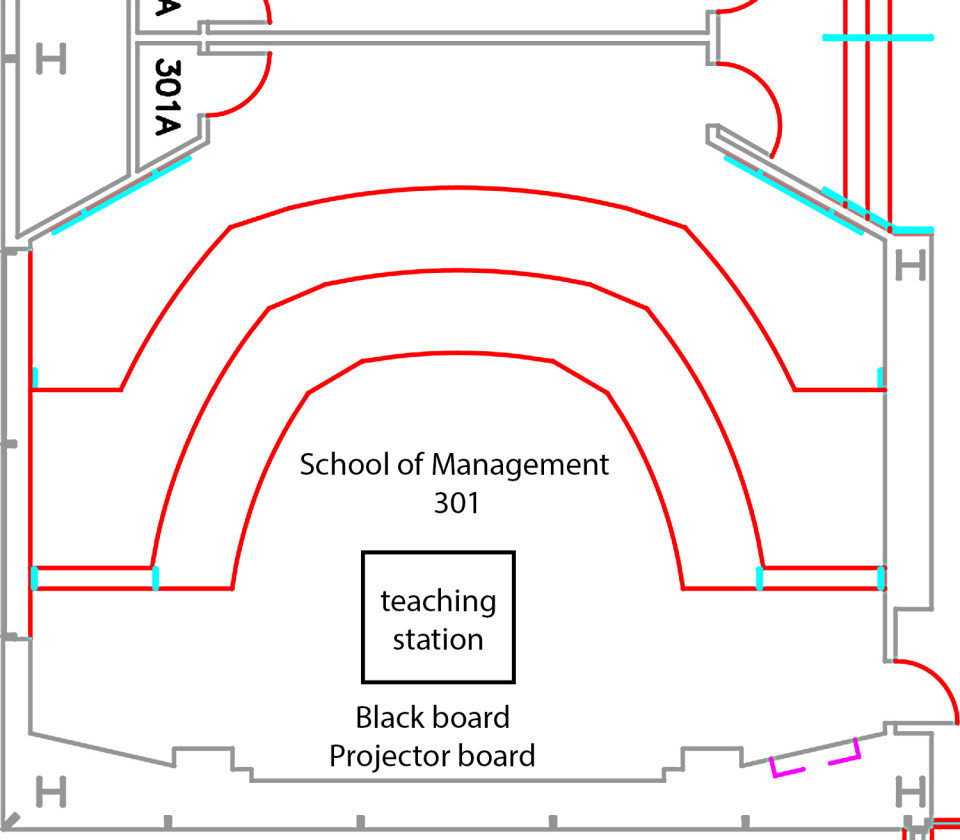 A
301A
School of Management
301
teaching
station
Black board
Projector board